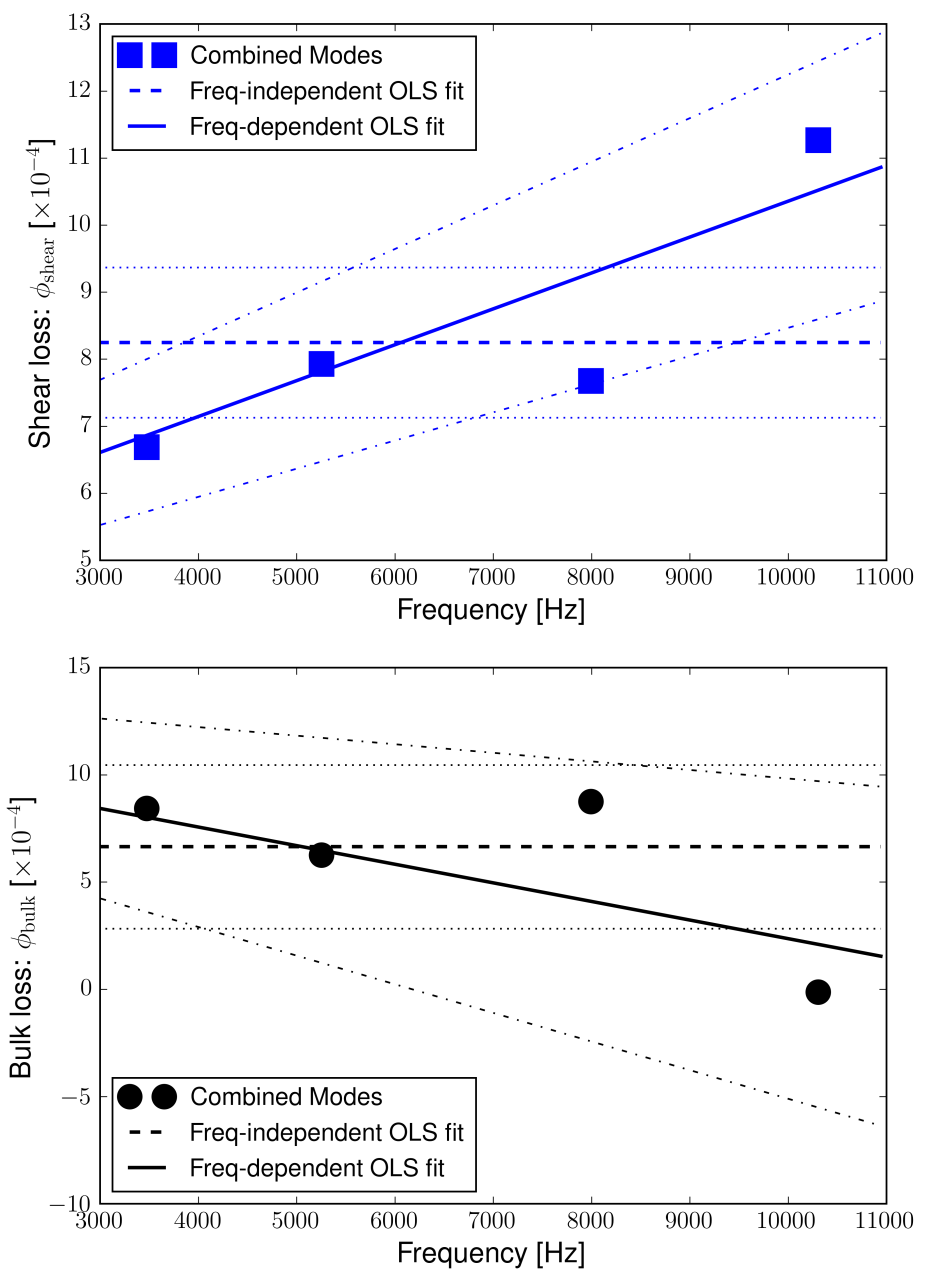 13
12
11
10
9
8
7
6
5
Shear loss: ϕshear [×10−4]
Combined Modes
Freq-independent OLS fit
Freq-dependent OLS fit
3000 4000 5000 6000 7000 8000 9000 10000 11000
Frequency [Hz]
15
10
5
0
−5
−10
Bulk loss: ϕbulk [×10−4]
Combined Modes
Freq-independent OLS fit
Freq-dependent OLS fit
3000 4000 5000 6000 7000 8000 9000 10000 11000
Frequency [Hz]